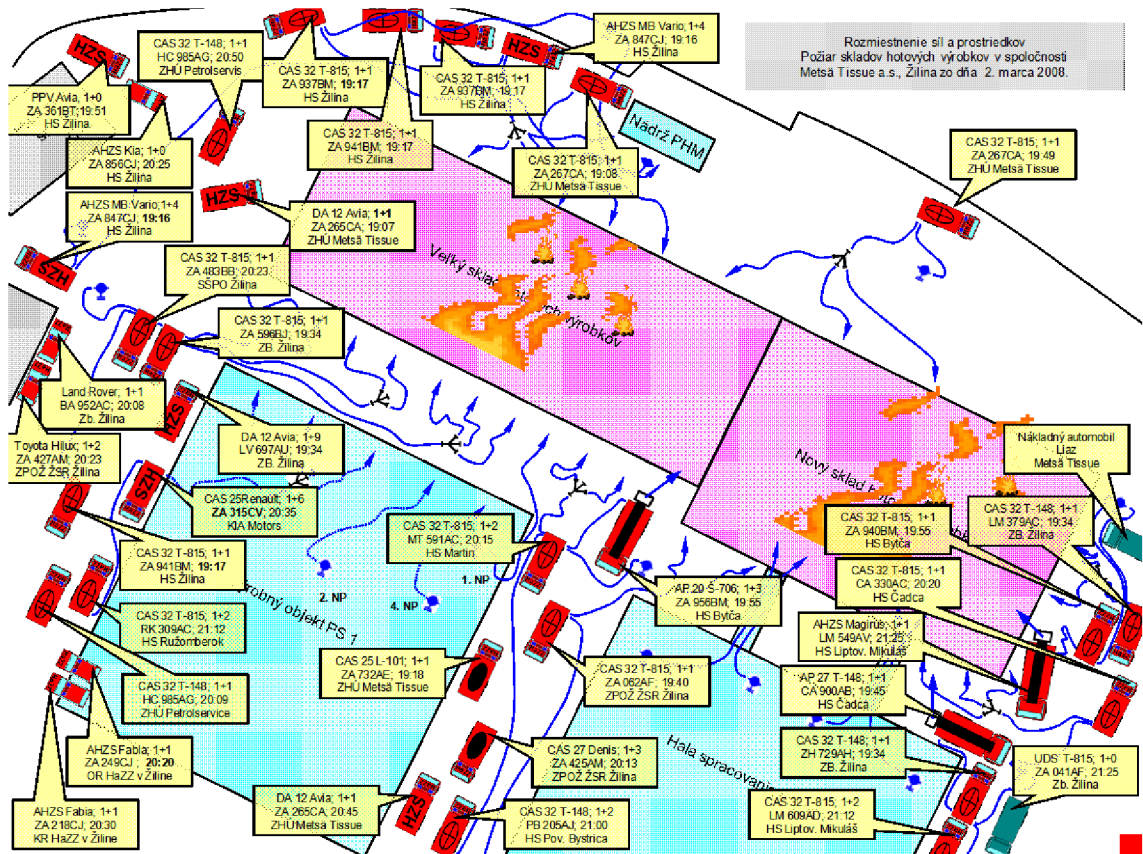 Rozmiestnenie síl a prostriedkov
Požiar skladov hotových výrobkov v spoločnosti
Metsä Tissue a.s., Žilina zo dňa 2. marca 2008.
CAS 32 T-148; 1+1
HC 985AG; 20:50
ZHÚ Petrolservis
CAS 32 T-815; 1+1
ZA 937BM; 19:17
HS Žilina
CAS 32 T-815; 1+1
ZA 937BM; 19:17
HS Žilina
AHZS MB Vario; 1+4
ZA 847CJ; 19:16
HS Žilina
PPV Avia, 1+0
ZA 361BT; 19:51
HS Žilina
CAS 32 T-815; 1+1
ZA 941BM; 19:17
HS Žilina
Nádrž PHM
AHZS Kia; 1+0
ZA 856CJ; 20:25
HS Žilina
CAS 32 T-815; 1+1
ZA 267CA; 19:08
ZHÚ Metsä Tissue
CAS 32 T-815; 1+1
ZA 267CA; 19:49
ZHÚ Metsä Tissue
AHZS MB Vario; 1+4
ZA 847CJ; 19:16
HS Žilina
DA 12 Avia; 1+1
ZA 265CA; 19:07
ZHÚ Metsä Tissue
CAS 32 T-815; 1+1
ZA 483BB; 20:23
SŠPO Žilina
Veľký sklad
výrobkov
CAS 32 T-815; 1+1
ZA 596BJ; 19:34
ZB. Žilina
Land Rover; 1+1
BA 952AC; 20:08
Zb. Žilina
Toyota Hilux; 1+2
ZA 427AM; 20:23
ZPOŽ ŽSR Žilina
DA 12 Avia; 1+9
LV 697AU; 19:34
ZB. Žilina
Nákladný automobil
Liaz
Metsä Tissue
Nový sklad
CAS 25Renault; 1+6
ZA 315CV; 20:35
KIA Motors
CAS 32 T-815; 1+2
MT 591AC; 20:15
HS Martin
CAS 32 T-815; 1+1
ZA 940BM; 19:55
HS Bytča
CAS 32 T-148; 1+1
LM 379AC; 19:34
ZB. Žilina
CAS 32 T-815; 1+1
ZA 941BM; 19:17
HS Žilina
1. NP
2. NP
4. NP
AP 20 S-706; 1+3
ZA 956BM; 19:55
HS Bytča
CAS 32 T-815; 1+1
CA 330AC; 20:20
HS Čadca
CAS 32 T-815; 1+2
RK 309AC, 21:12
HS Ružomberok
objekt PS 1
AHZS Magirus; 1+1
LM 549AV; 21:25
HS Liptov. Mikuláš
CAS 25 L-101; 1+1
ZA 732AE; 19:18
ZHÚ Metsä Tissue
CAS 32 T-815; 1+1
ZA 062AF; 19:40
ZPOŽ ŽSR Žilina
AP 27 T-148; 1+1
CA 900AB; 19:45
HS Čadca
CAS 32 T-148; 1+1
HC 985AG; 20:09
ZHÚ Petrolservice
AHZS Fabia; 1+1
ZA 249CJ ; 20:20
OR HaZZ v Žiline
CAS 27 Denis; 1+3
ZA 425AM; 20:13
ZPOŽ ŽSR Žilina
Hala
CAS 32 T-148; 1+1
ZH 729AH; 19:34
ZB. Žilina
UDS T-815; 1+0
ZA 041AF; 21:25
Zb. Žilina
AHZS Fabia; 1+1
ZA 218CJ; 20:30
KR HaZZ v Žiline
DA 12 Avia; 1+1
ZA 265CA; 20:45
ZHÚ Metsä Tissue
CAS 32 T-148; 1+2
PB 205AJ; 21:00
HS Pov. Bystrica
CAS 32 T-815; 1+2
LM 609AD; 21:12
HS Liptov. Mikuláš
HZS
HZS
HZS
HZS
HZS
HZS
HZS